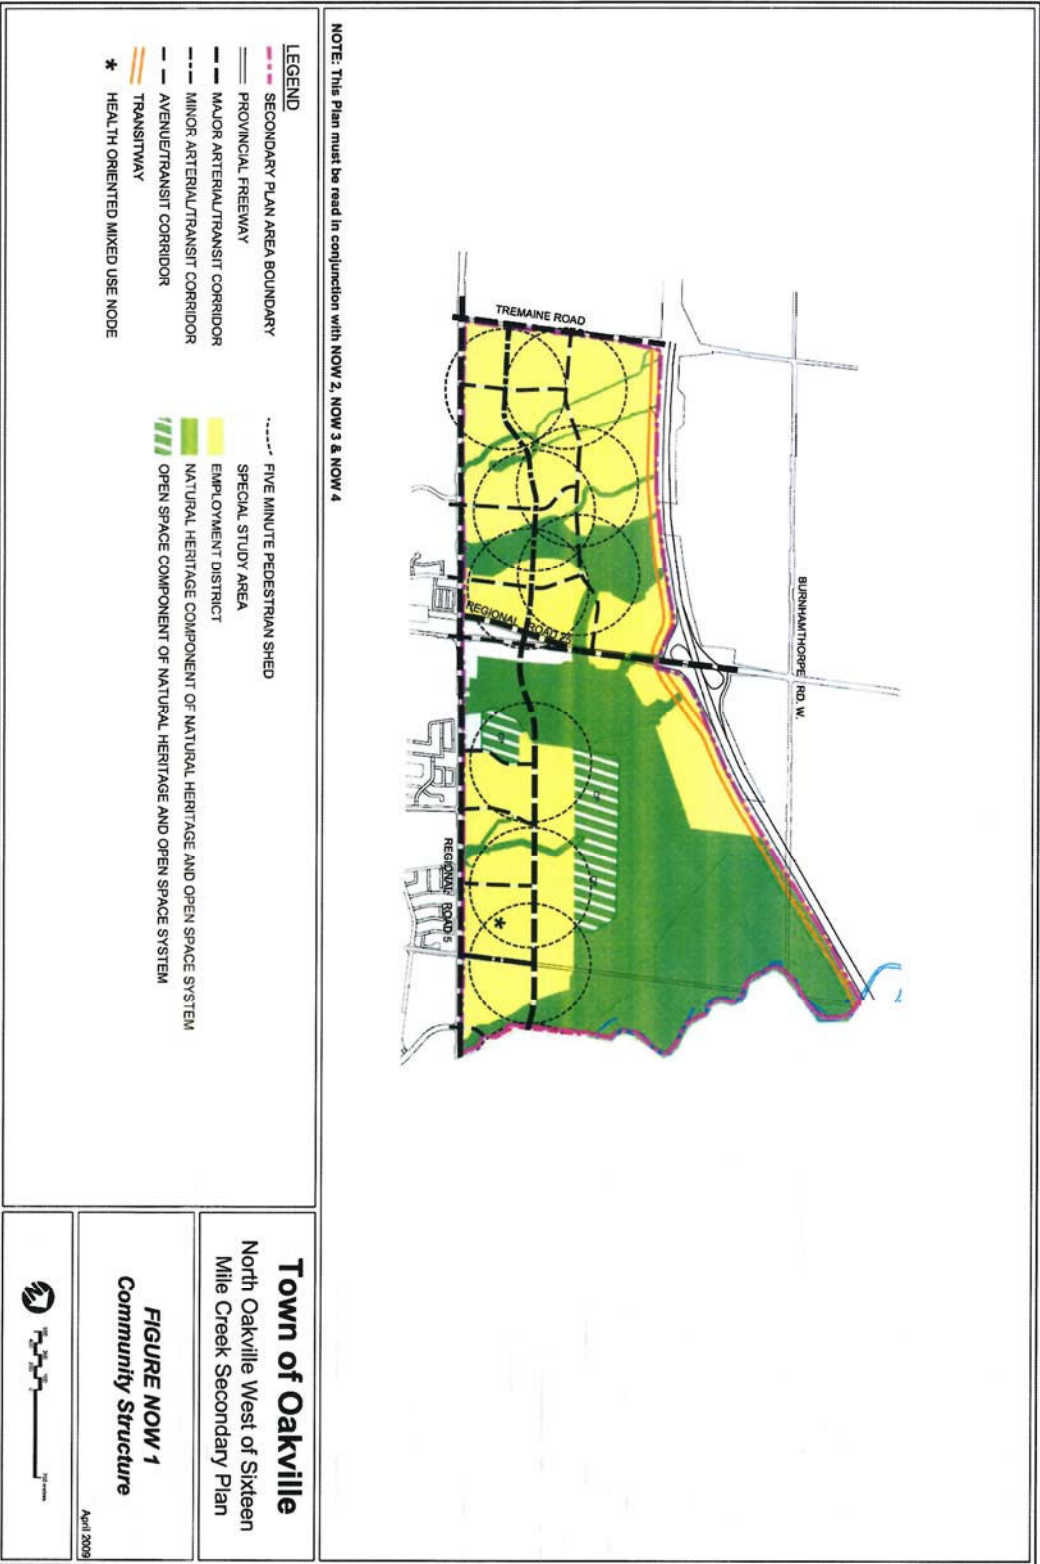 NOTE: This Plan must be read in conjunction with NOW 2, NOW 3 & NOW 4
BURNHAMTHORPE RD. W.
TREMAINE ROAD
REGIONAL ROAD 25
REGIONAL ROAD 5
*
LEGEND
SECONDARY PLAN AREA BOUNDARY
PROVINCIAL FREEWAY
MAJOR ARTERIAL/TRANSIT CORRIDOR
MINOR ARTERIAL/TRANSIT CORRIDOR
AVENUE/TRANSIT CORRIDOR
TRANSITWAY
* HEALTH ORIENTED MIXED USE NODE
FIVE MINUTE PEDESTRIAN SHED
SPECIAL STUDY AREA
EMPLOYMENT DISTRICT
NATURAL HERITAGE COMPONENT OF NATURAL HERITAGE AND OPEN SPACE SYSTEM
OPEN SPACE COMPONENT OF NATURAL HERITAGE AND OPEN SPACE SYSTEM
Town of Oakville
North Oakville West of Sixteen
Mile Creek Secondary Plan
FIGURE NOW 1
Community Structure
April 2009